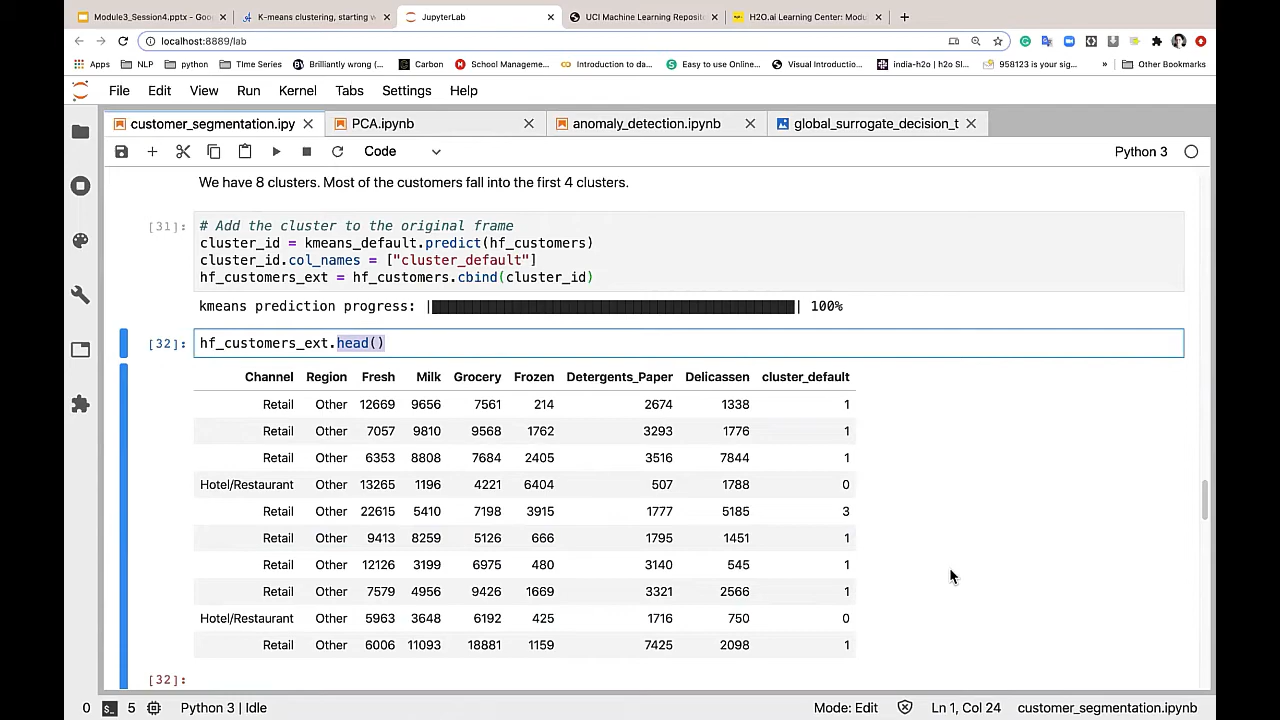 Module3_Session4.pptx - Goo
K-means clustering, starting w
JupyterLab
UCI Machine Learning Reposit
H2O.ai Learning Center: Modu
localhost:8889/lab
Apps
NLP
python
TIme Series
Brilliantly wrong (...
Carbon
School Manageme...
Introduction to da...
Easy to use Online...
Visual Introductio...
india-h2o | h2o Sl...
958123 is your sig...
»
Other Bookmarks
File Edit View Run Kernel Tabs Settings Help
customer_segmentation.ipy
PCA.ipynb
anomaly_detection.ipynb
global_surrogate_decision_t
Code
Python 3
We have 8 clusters. Most of the customers fall into the first 4 clusters.
[31]: # Add the cluster to the original frame
cluster_id = kmeans_default.predict(hf_customers)
cluster_id.col_names = ["cluster_default"]
hf_customers_ext = hf_customers.cbind(cluster_id)
kmeans prediction progress: | | 100%
[32]: hf_customers_ext.head()
Channel Region Fresh Milk Grocery Frozen Detergents_Paper Delicassen cluster_default
Retail Other 12669 9656 7561 214 2674 1338 1
Retail Other 7057 9810 9568 1762 3293 1776 1
Retail Other 6353 8808 7684 2405 3516 7844 1
Hotel/Restaurant Other 13265 1196 4221 6404 507 1788 0
Retail Other 22615 5410 7198 3915 1777 5185 3
Retail Other 9413 8259 5126 666 1795 1451 1
Retail Other 12126 3199 6975 480 3140 545 1
Retail Other 7579 4956 9426 1669 3321 2566 1
Hotel/Restaurant Other 5963 3648 6192 425 1716 750 0
Retail Other 6006 11093 18881 1159 7425 2098 1
[32]:
0 5 Python 3 | Idle
Mode: Edit Ln 1, Col 24 customer_segmentation.ipynb